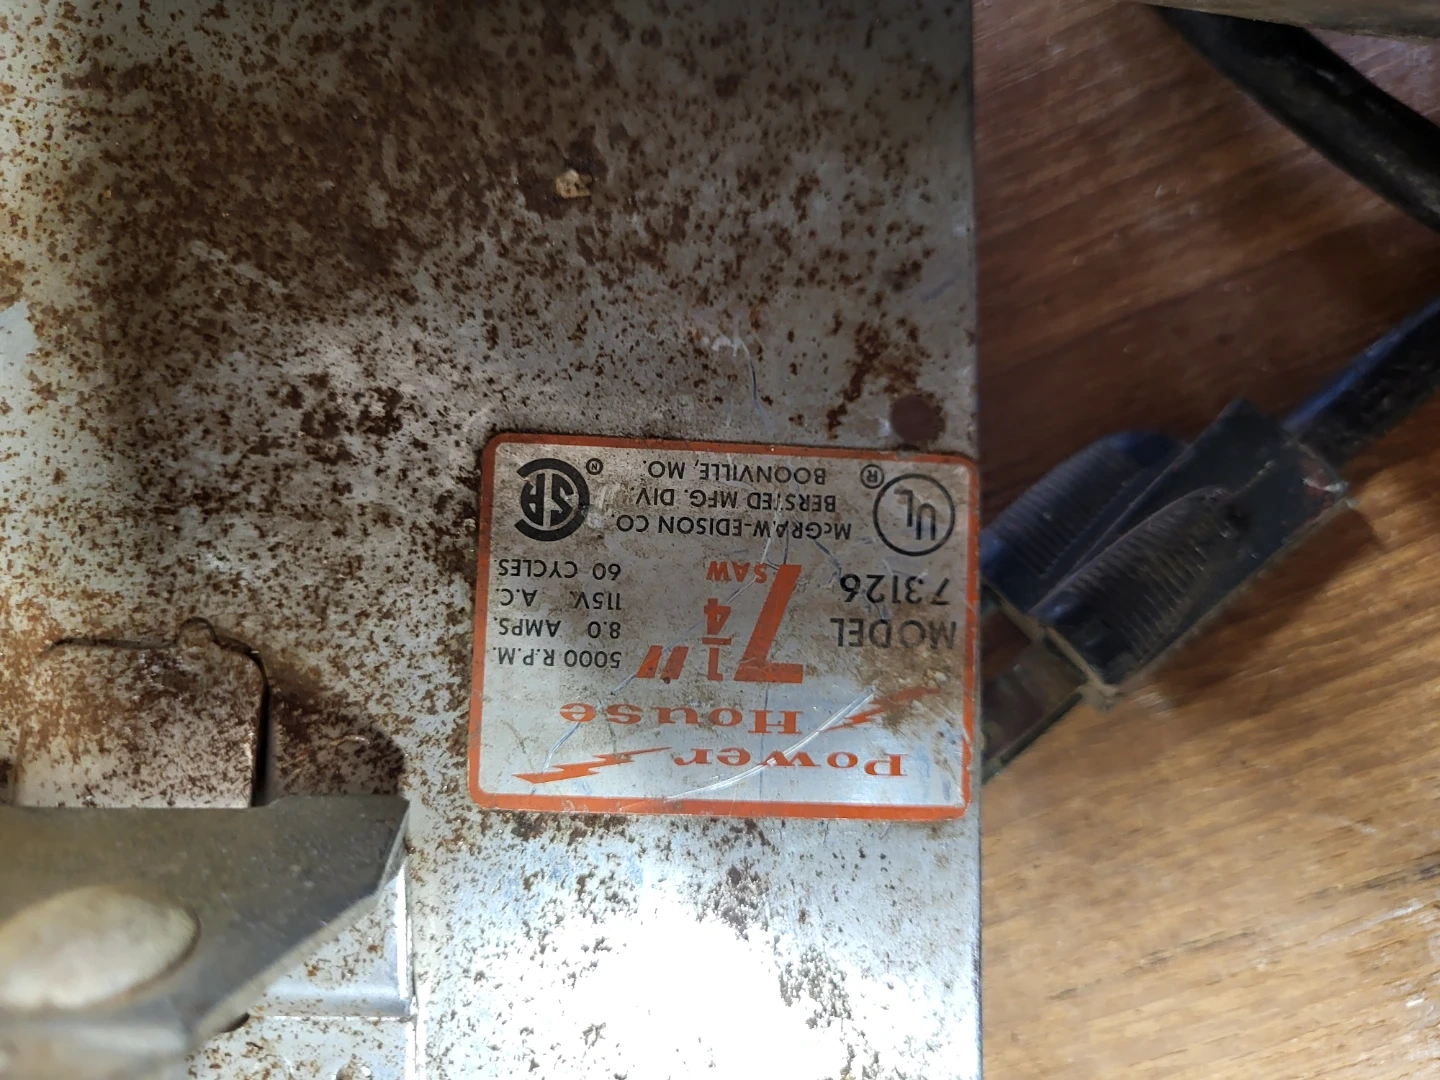 Power
House
MODEL
73126
7 1/4"
SAW
5000 R.P.M.
8.0 AMPS.
115V. A.C.
60 CYCLES
UL ®
McGRAW-EDISON CO.
BERSTED MFG. DIV.
BOONVILLE, MO.
SA
N